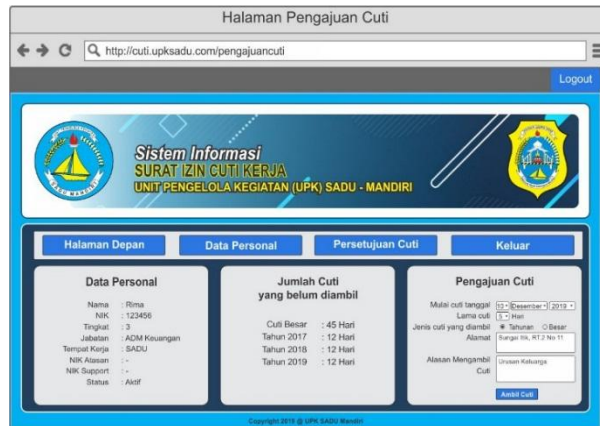 Halaman Pengajuan Cuti
http://cuti.upksadu.com/pengajuancuti
Logout
Sistem Informasi
SURAT IZIN CUTI KERJA
UNIT PENGELOLA KEGIATAN (UPK) SADU - MANDIRI
SADU MANDIRI
Halaman Depan
Data Personal
Persetujuan Cuti
Keluar
Data Personal
Nama : Rima
NIK : 123456
Tingkat : 3
Jabatan : ADM Keuangan
Tempat Kerja : SADU
NIK Atasan : -
NIK Support : -
Status : Aktif
Jumlah Cuti
yang belum diambil
Cuti Besar : 45 Hari
Tahun 2017 : 12 Hari
Tahun 2018 : 12 Hari
Tahun 2019 : 12 Hari
Pengajuan Cuti
Mulai cuti tanggal 10 Desember 2019
Lama cuti 5 Hari
Jenis cuti yang diambil Tahunan Besar
Alamat Sungai Itik, RT.2 No 11
Alasan Mengambil Urusan Keluarga
Cuti
Ambil Cuti
Copyright 2019 @ UPK SADU Mandiri